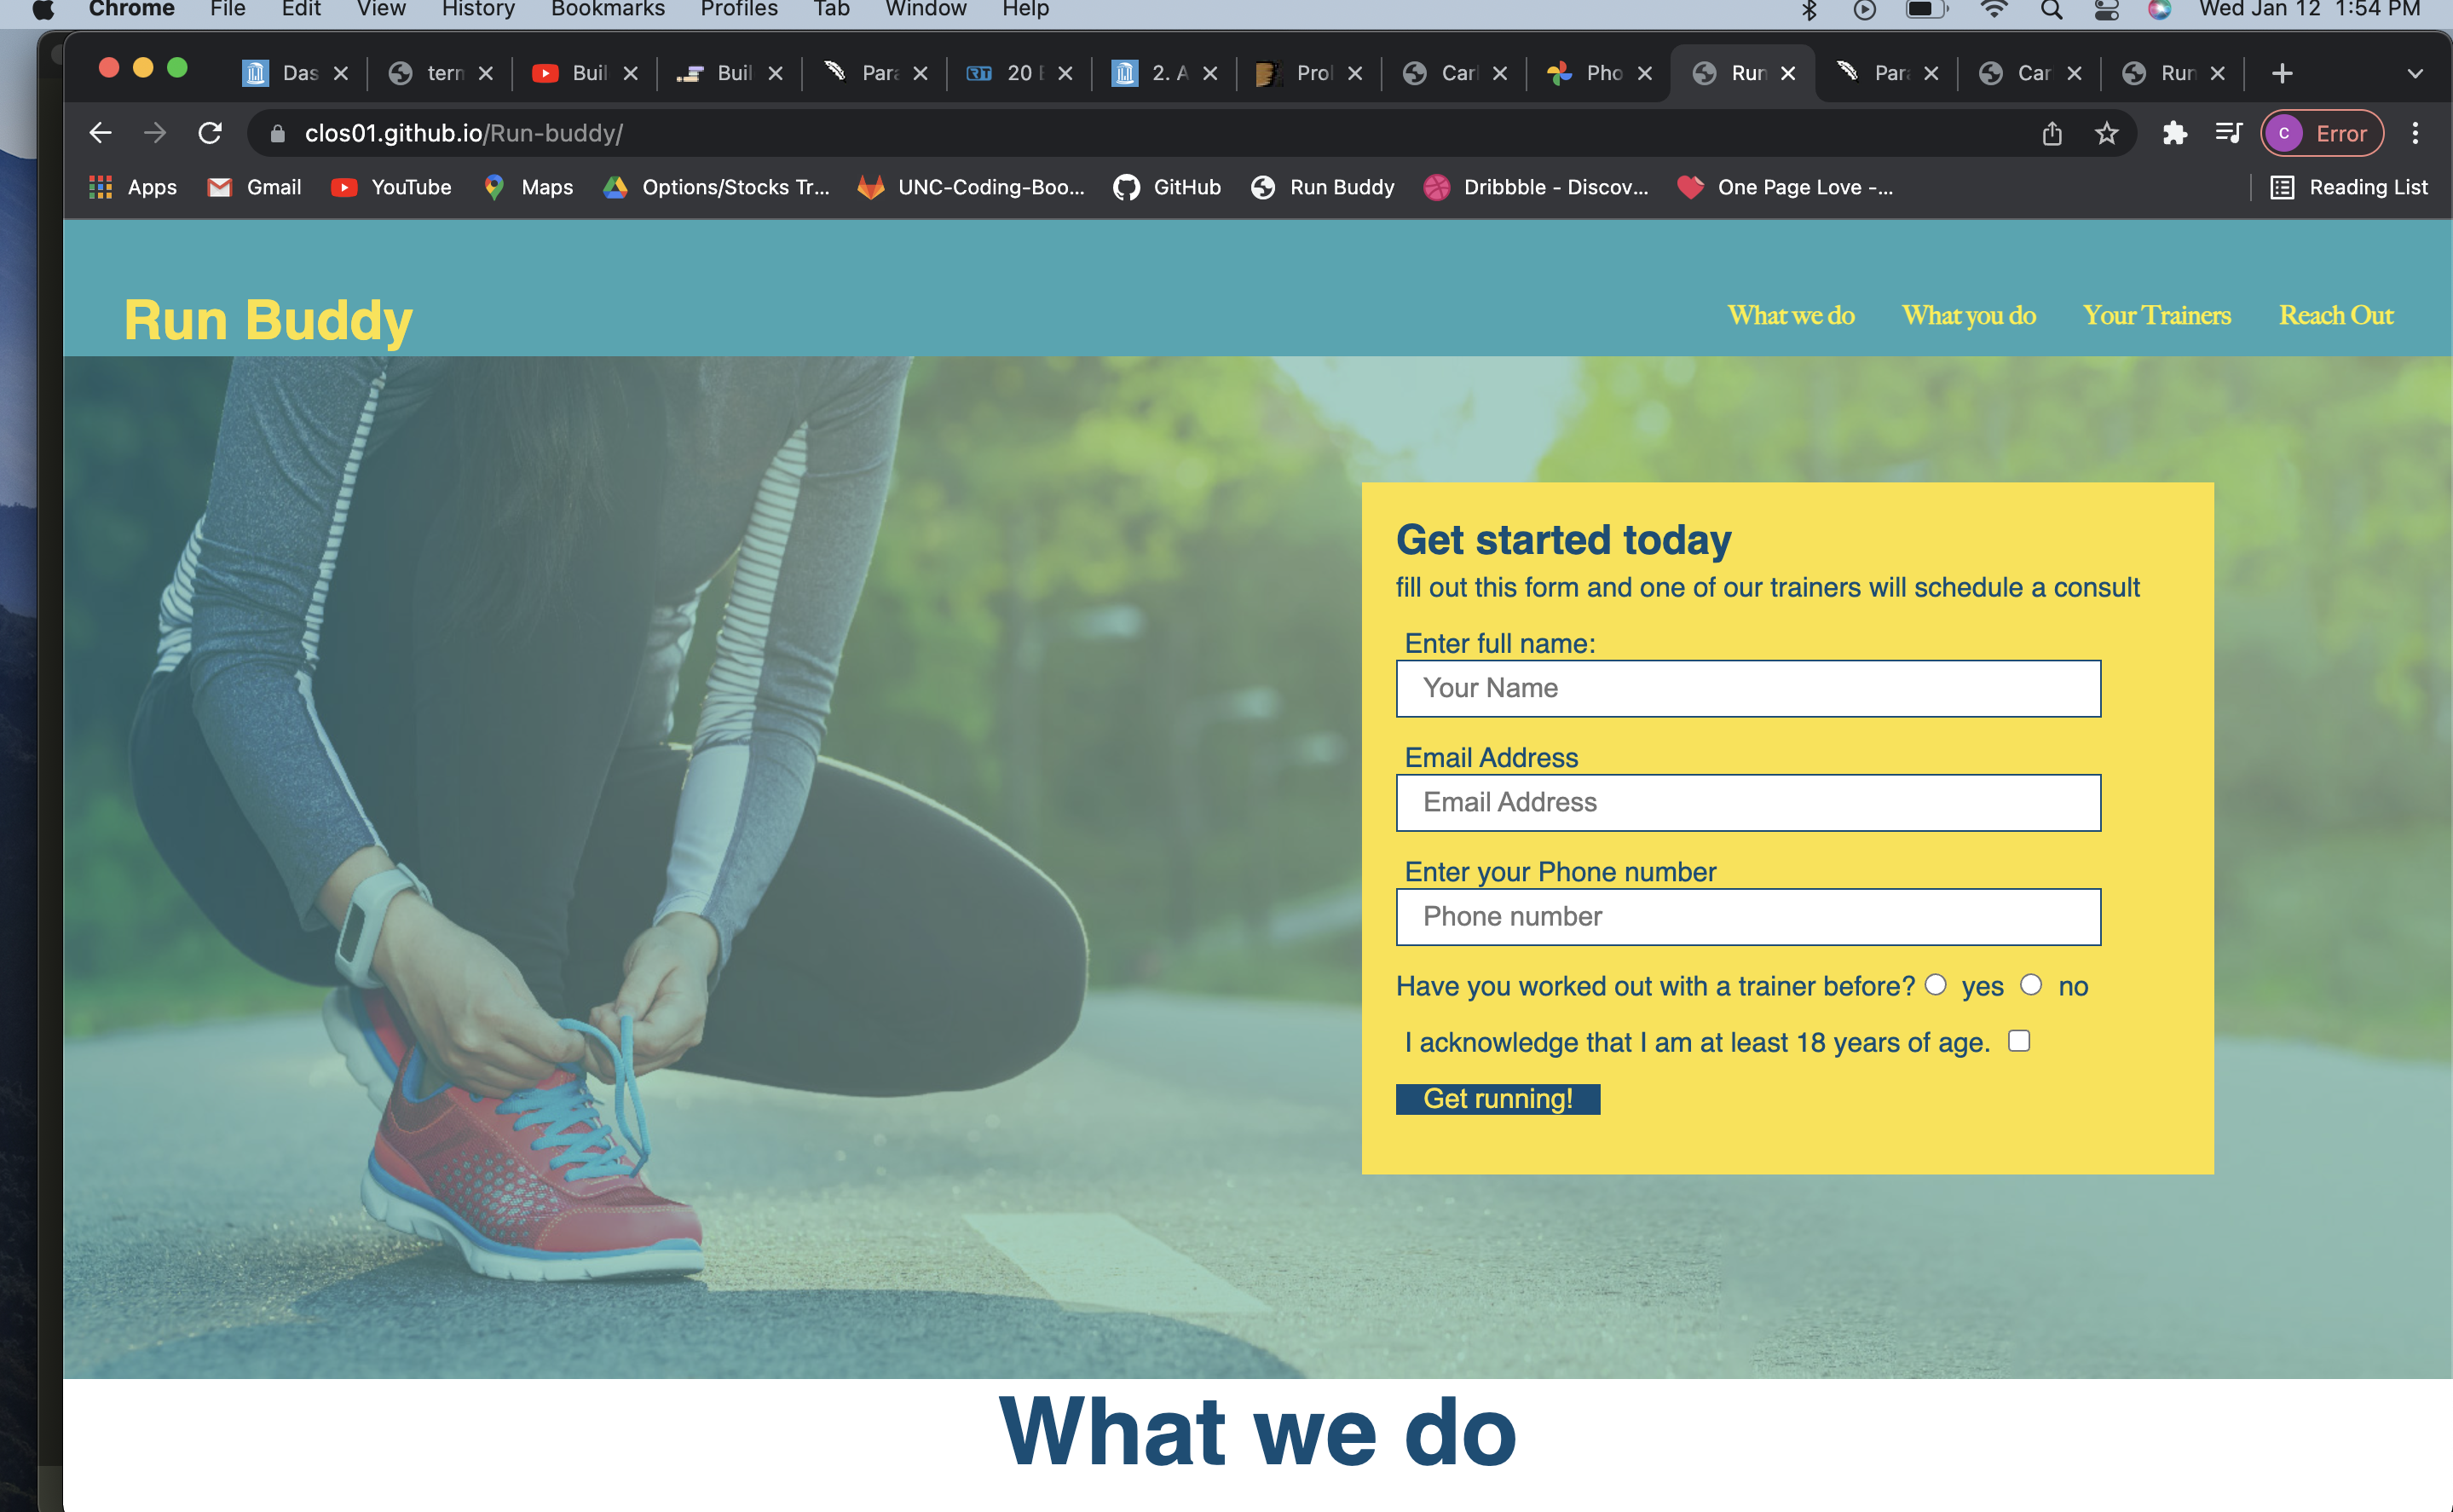 Chrome File Edit View History Bookmarks Profiles Tab Window Help Wed Jan 12 1:54 PM
Das tern Buil Buil Para 20 2. A Prol Carl Pho Run Para Car Run
clos01.github.io/Run-buddy/ C Error
Apps Gmail YouTube Maps Options/Stocks Tr... UNC-Coding-Boo... GitHub Run Buddy Dribbble - Discov... One Page Love -... Reading List
Run Buddy What we do What you do Your Trainers Reach Out
Get started today
fill out this form and one of our trainers will schedule a consult
Enter full name:
Your Name
Email Address
Email Address
Enter your Phone number
Phone number
Have you worked out with a trainer before? yes no
I acknowledge that I am at least 18 years of age.
Get running!
What we do